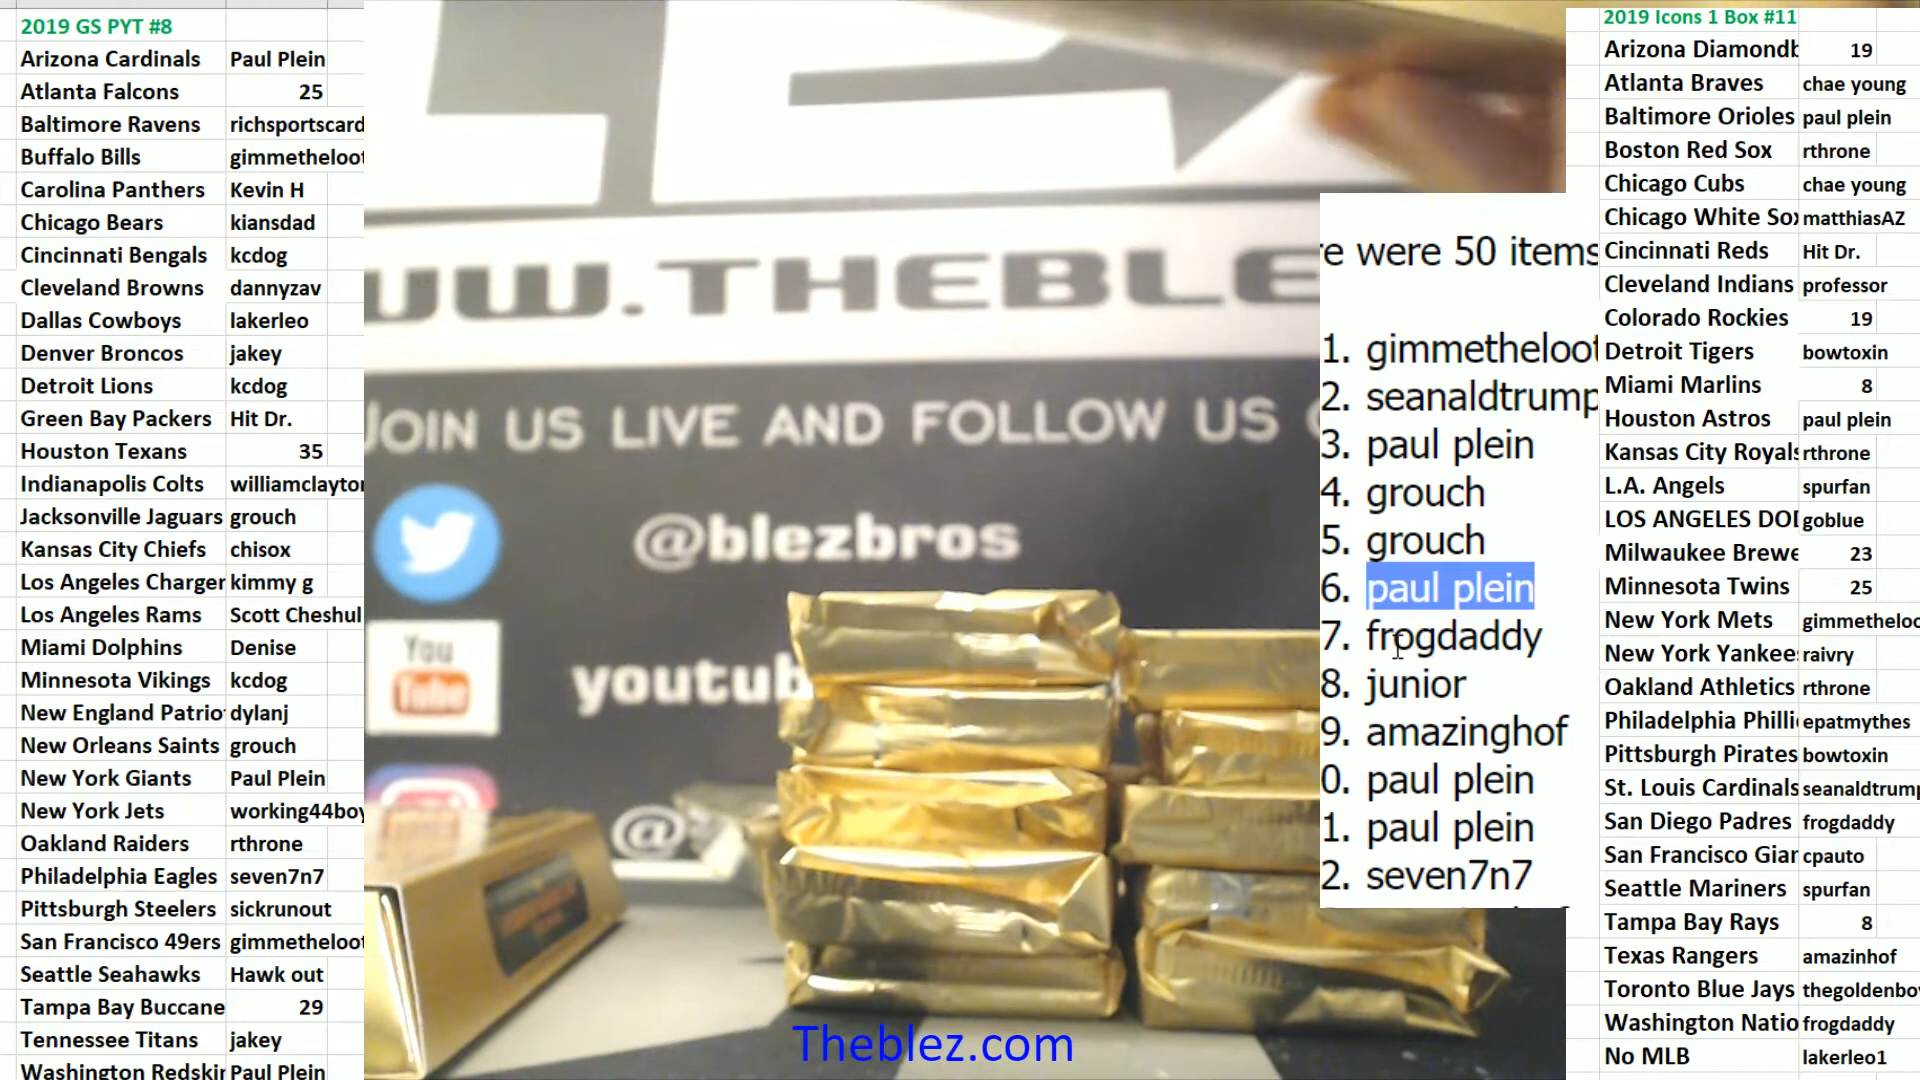 2019 GS PYT #8
Arizona Cardinals Paul Plein
Atlanta Falcons 25
Baltimore Ravens richsportscard
Buffalo Bills gimmetheloot
Carolina Panthers Kevin H
Chicago Bears kiansdad
Cincinnati Bengals kcdog
Cleveland Browns dannyzav
Dallas Cowboys lakerleo
Denver Broncos jakey
Detroit Lions kcdog
Green Bay Packers Hit Dr.
Houston Texans 35
Indianapolis Colts williamclayton
Jacksonville Jaguars grouch
Kansas City Chiefs chisox
Los Angeles Charger kimmy g
Los Angeles Rams Scott Cheshul
Miami Dolphins Denise
Minnesota Vikings kcdog
New England Patrio dylanj
New Orleans Saints grouch
New York Giants Paul Plein
New York Jets working44boy
Oakland Raiders rthrone
Philadelphia Eagles seven7n7
Pittsburgh Steelers sickrunout
San Francisco 49ers gimmetheloot
Seattle Seahawks Hawk out
Tampa Bay Buccane 29
Tennessee Titans jakey
Washington Redskin Paul Plein
WW.THEBLE
JOIN US LIVE AND FOLLOW US
@blezbros
You
Tube
youtub
@
Theblez.com
e were 50 items
1. gimmetheloot
2. seanaldtrump
3. paul plein
4. grouch
5. grouch
6. paul plein
7. frogdaddy
8. junior
9. amazinghof
0. paul plein
1. paul plein
2. seven7n7
2019 Icons 1 Box #11
Arizona Diamondb 19
Atlanta Braves chae young
Baltimore Orioles paul plein
Boston Red Sox rthrone
Chicago Cubs chae young
Chicago White Sox matthiasAZ
Cincinnati Reds Hit Dr.
Cleveland Indians professor
Colorado Rockies 19
Detroit Tigers bowtoxin
Miami Marlins 8
Houston Astros paul plein
Kansas City Royals rthrone
L.A. Angels spurfan
LOS ANGELES DOD goblue
Milwaukee Brewe 23
Minnesota Twins 25
New York Mets gimmetheloo
New York Yankee raivry
Oakland Athletics rthrone
Philadelphia Philli epatmythes
Pittsburgh Pirates bowtoxin
St. Louis Cardinals seanaldtrump
San Diego Padres frogdaddy
San Francisco Gian cpauto
Seattle Mariners spurfan
Tampa Bay Rays 8
Texas Rangers amazinhof
Toronto Blue Jays thegoldenboy
Washington Natio frogdaddy
No MLB lakerleo1